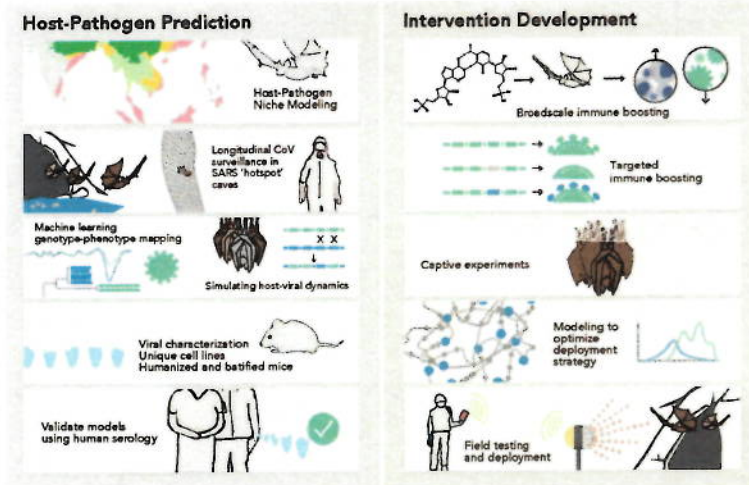 Host-Pathogen Prediction
Host-Pathogen
Niche Modeling
Longitudinal CoV
surveillance in
SARS 'hotspot'
caves
Machine learning
genotype-phenotype mapping
Simulating host-viral dynamics
Viral characterization
Unique cell lines
Humanized and batified mice
Validate models
using human serology
Intervention Development
Broadscale immune boosting
Targeted
immune boosting
Captive experiments
Modeling to
optimize
deployment
strategy
Field testing
and deployment